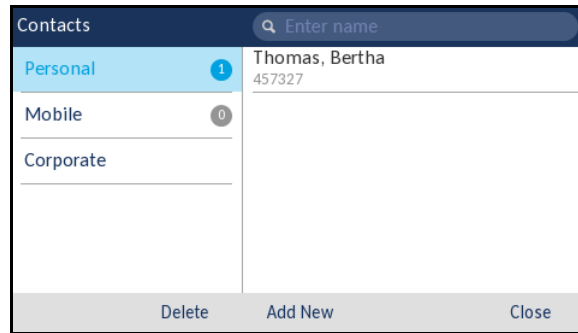 Contacts
Enter name
Personal 1
Mobile 0
Corporate
Thomas, Bertha
457327
Delete Add New Close